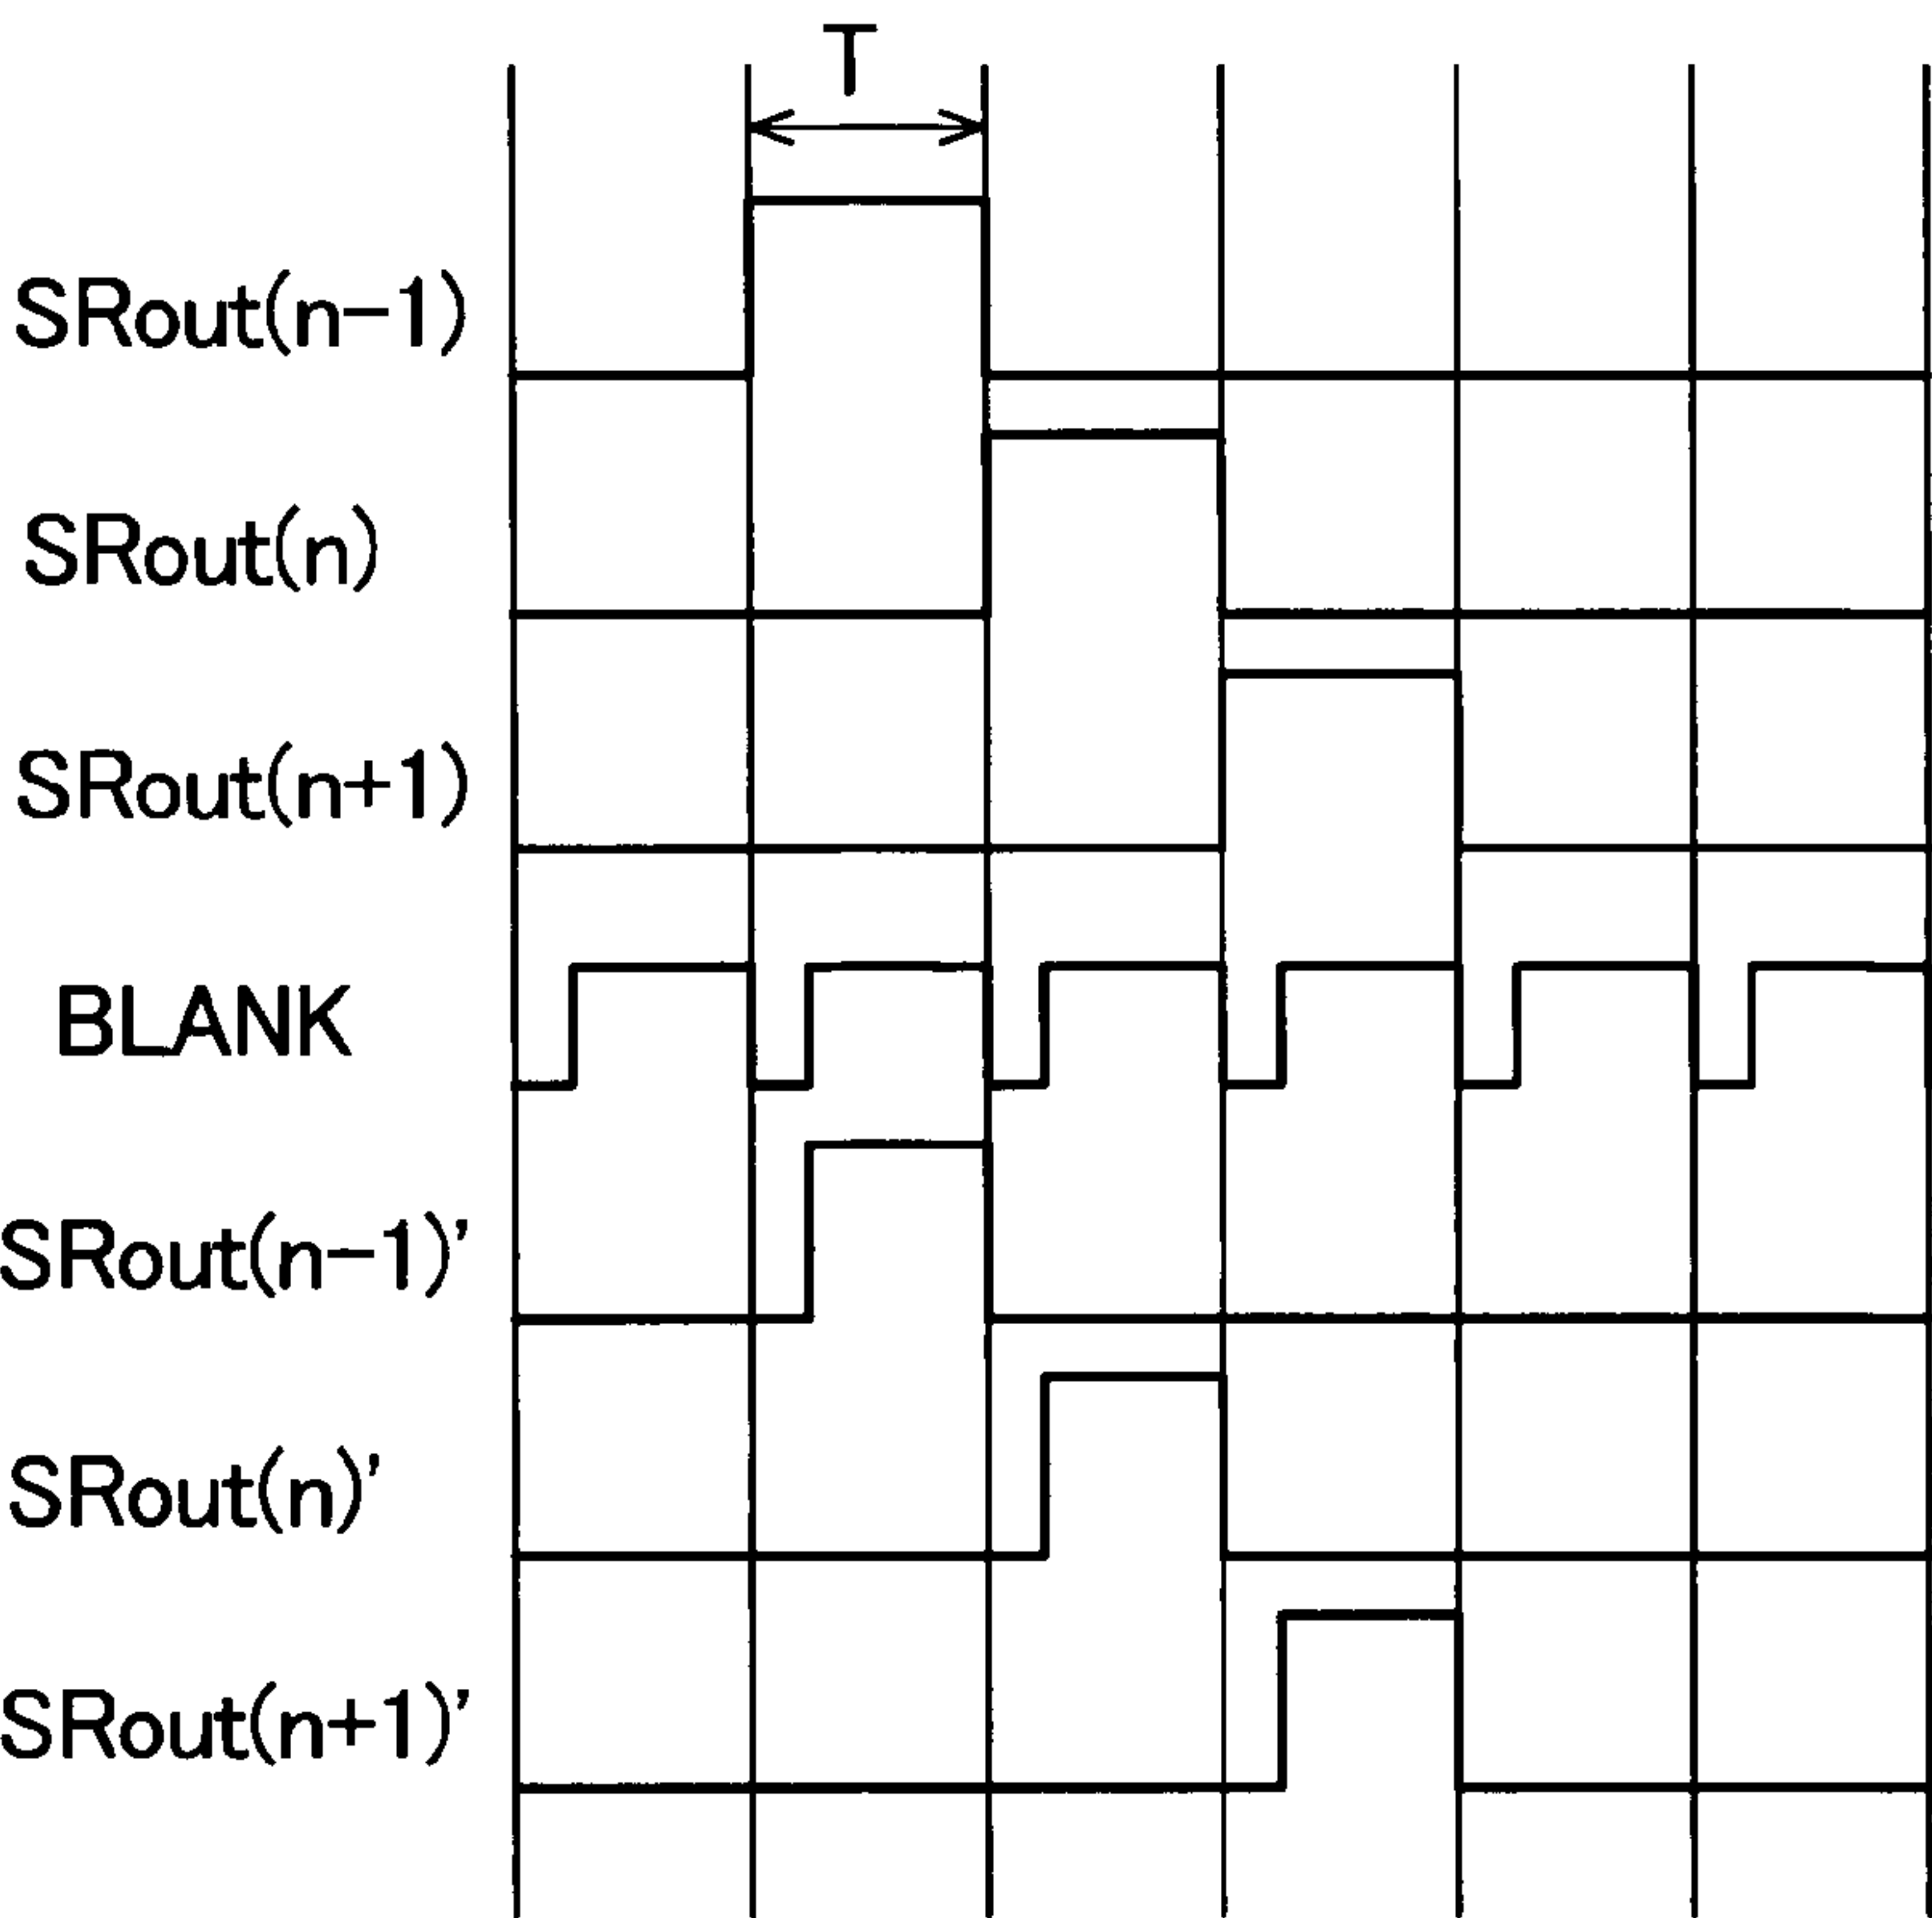 T
SRout(n-1)
SRout(n)
SRout(n+1)
BLANK
SRout(n-1)'
SRout(n)'
SRout(n+1)'